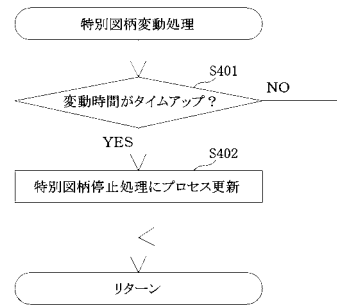 特別図柄変動処理
S401
変動時間がタイムアップ？
NO
YES
S402
特別図柄停止処理にプロセス更新
リターン